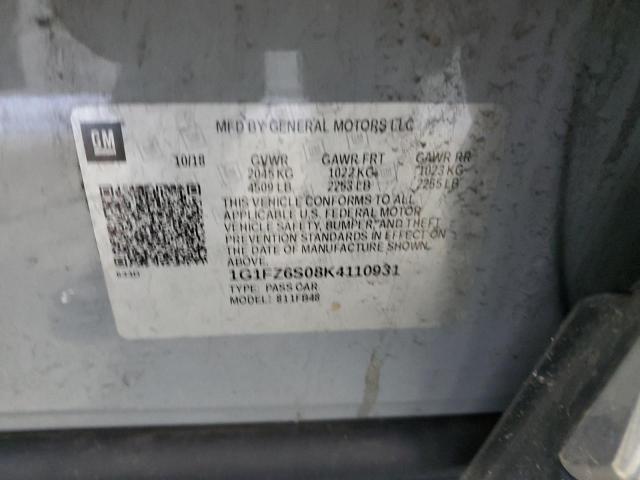 GM
MFD BY GENERAL MOTORS LLC
10/18 GVWR GAWR FRT GAWR RR
2045 KG 1022 KG 1023 KG
4509 LB 2253 LB 2255 LB
THIS VEHICLE CONFORMS TO ALL
APPLICABLE U.S. FEDERAL MOTOR
VEHICLE SAFETY, BUMPER, AND THEFT
PREVENTION STANDARDS IN EFFECT ON THE
DATE OF MANUFACTURE SHOWN
ABOVE.
1G1FZ6S08K4110931
TYPE: PASS CAR
MODEL: 811FB48